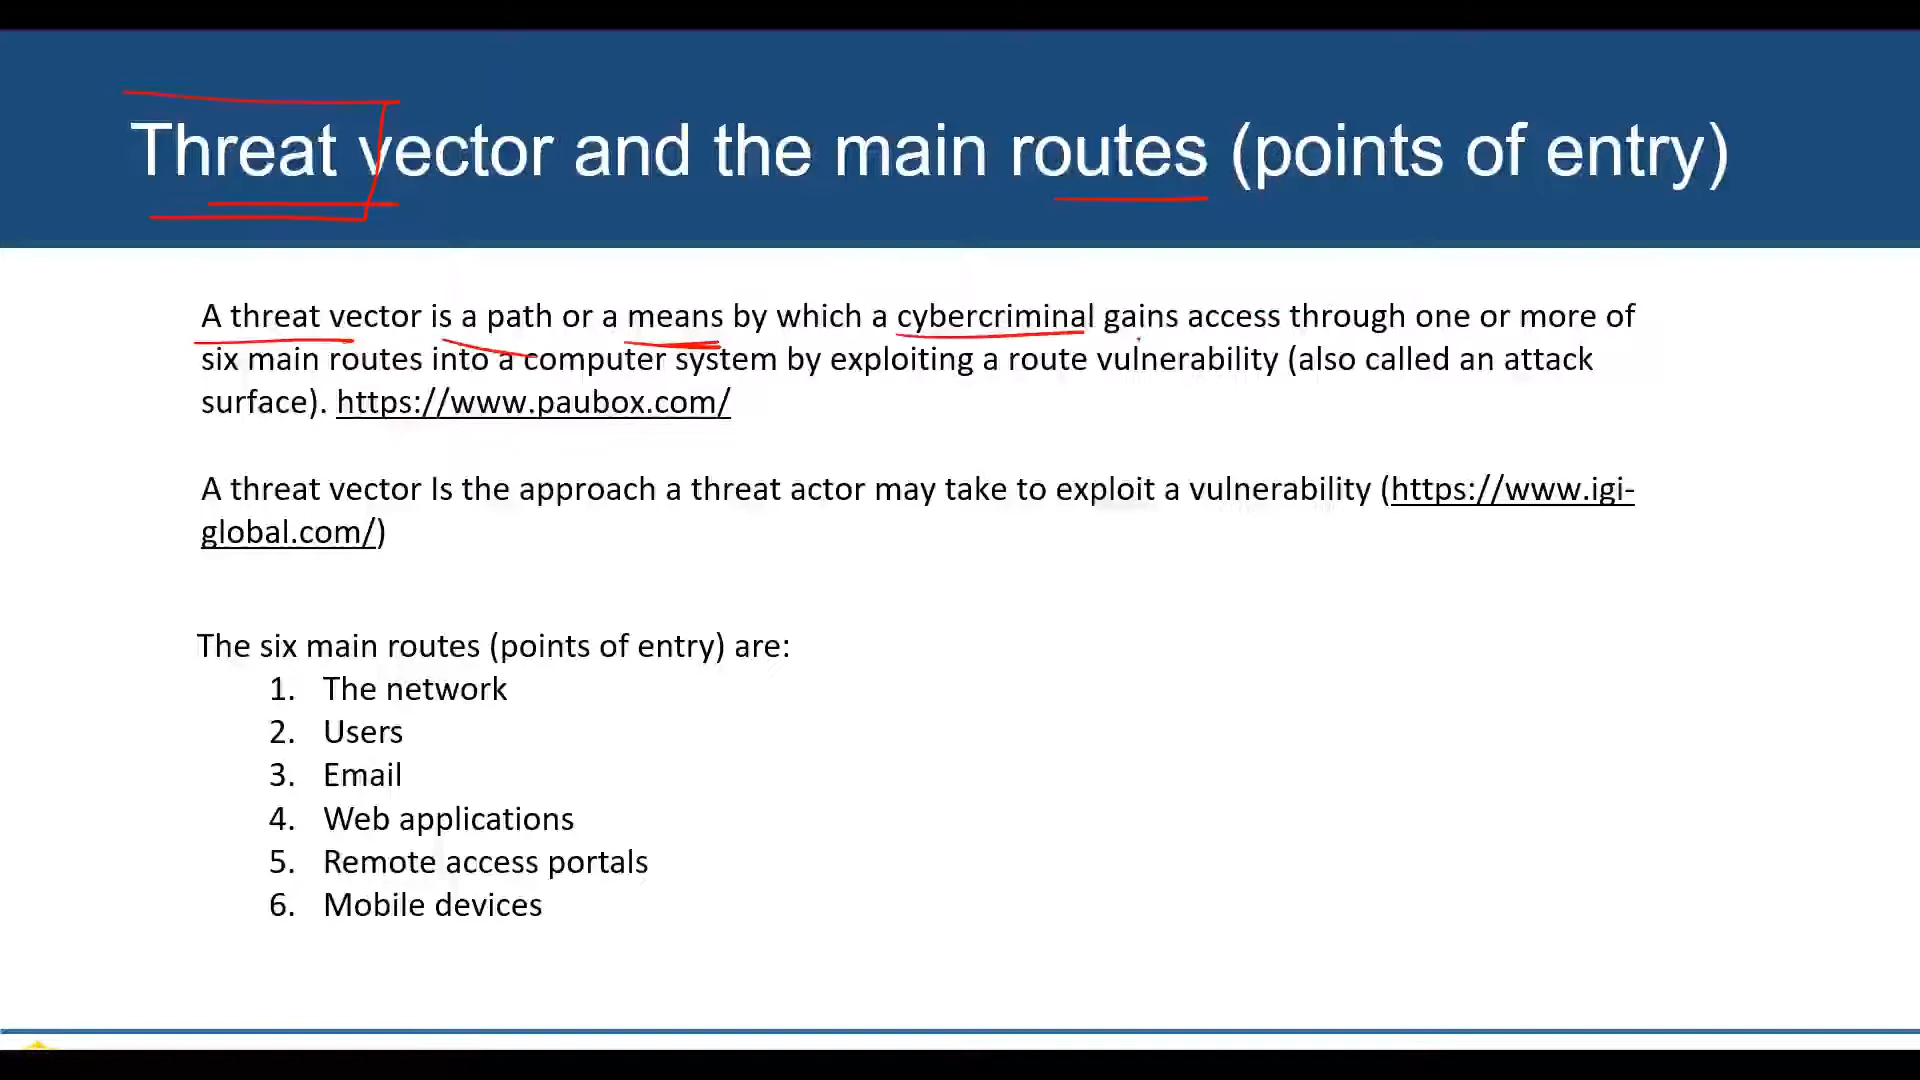 Threat vector and the main routes (points of entry)
A threat vector is a path or a means by which a cybercriminal gains access through one or more of
six main routes into a computer system by exploiting a route vulnerability (also called an attack
surface). https://www.paubox.com/
A threat vector Is the approach a threat actor may take to exploit a vulnerability (https://www.igi-
global.com/)
The six main routes (points of entry) are:
1. The network
2. Users
3. Email
4. Web applications
5. Remote access portals
6. Mobile devices